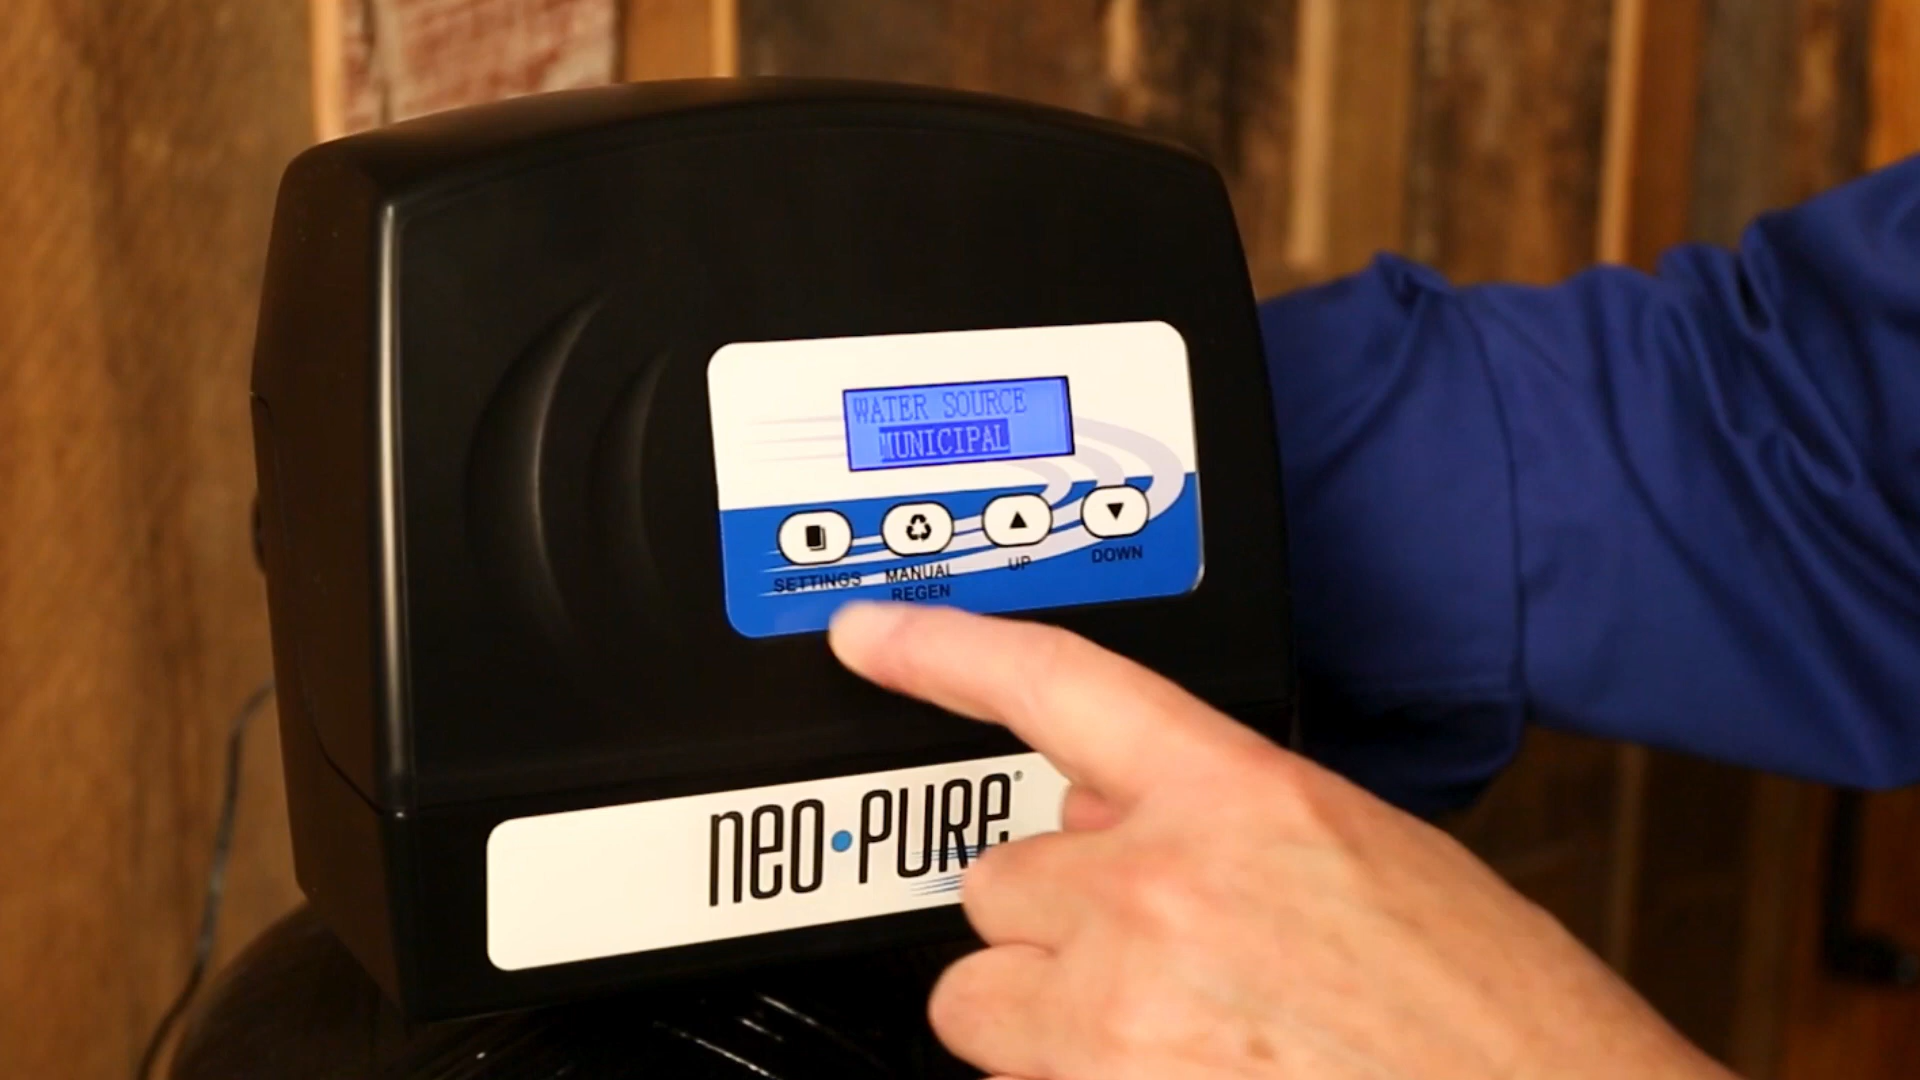 WATER SOURCE
MUNICIPAL
SETTINGS
MANUAL
REGEN
UP
DOWN
neo•PURe®